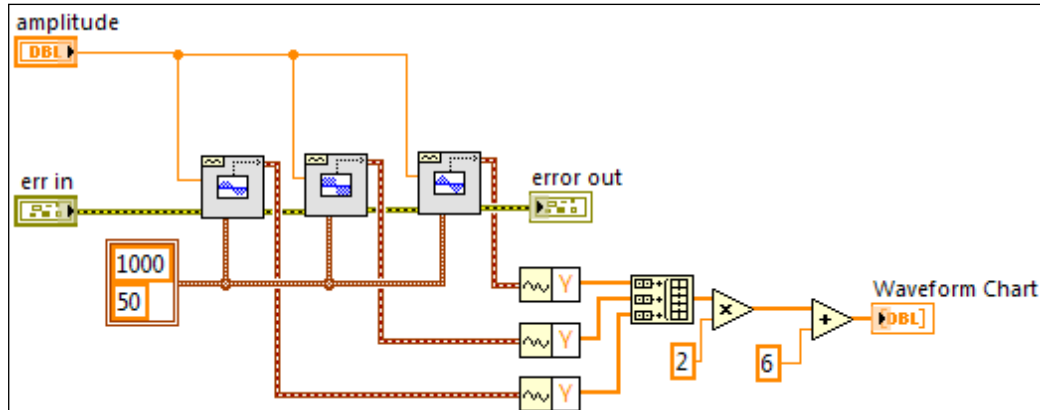 amplitude
DBL
err in
error out
1000
50
Y
Y
Y
2
6
Waveform Chart
DBL]